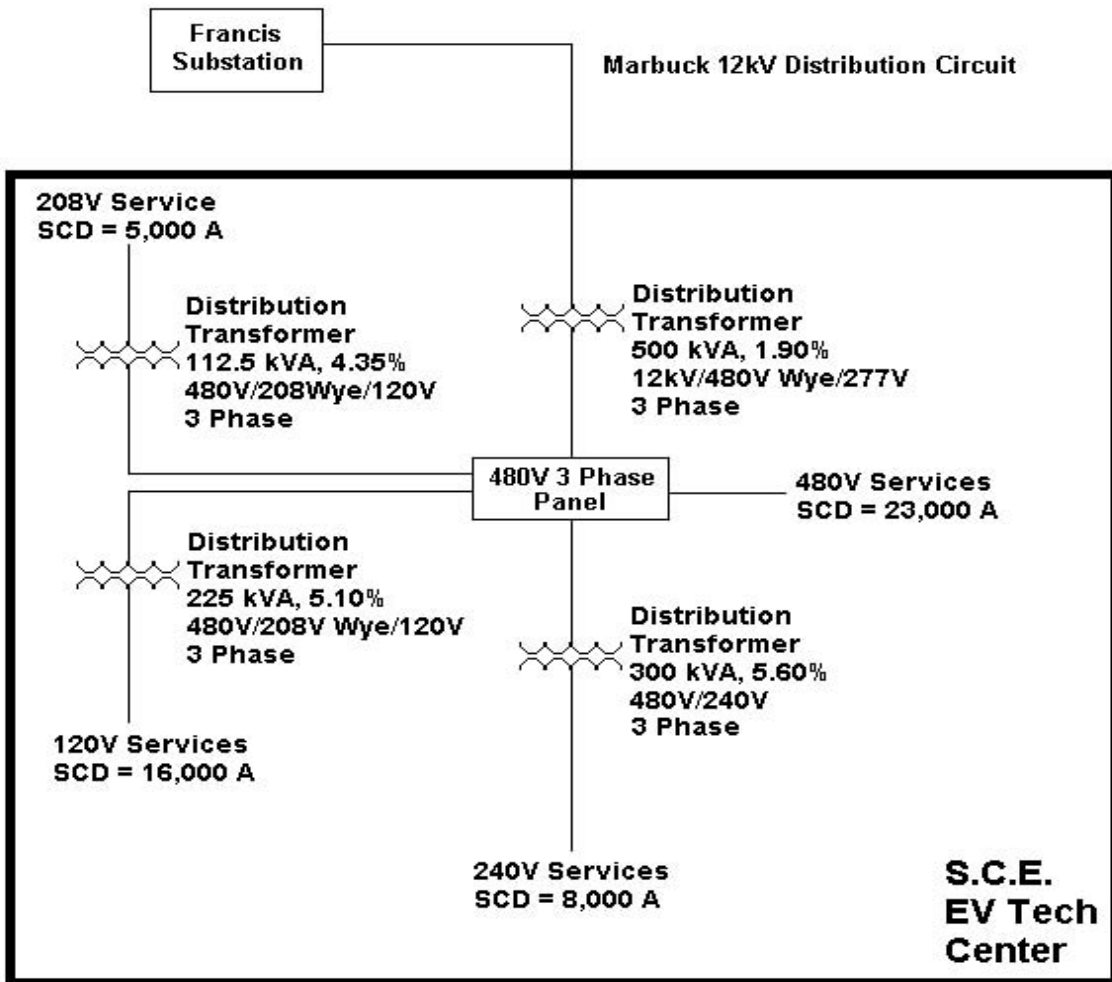 Francis
Substation
Marbuck 12kV Distribution Circuit
208V Service
SCD = 5,000 A
Distribution
Transformer
112.5 kVA, 4.35%
480V/208Wye/120V
3 Phase
Distribution
Transformer
500 kVA, 1.90%
12kV/480V Wye/277V
3 Phase
480V 3 Phase
Panel
480V Services
SCD = 23,000 A
Distribution
Transformer
225 kVA, 5.10%
480V/208V Wye/120V
3 Phase
Distribution
Transformer
300 kVA, 5.60%
480V/240V
3 Phase
120V Services
SCD = 16,000 A
240V Services
SCD = 8,000 A
S.C.E.
EV Tech
Center